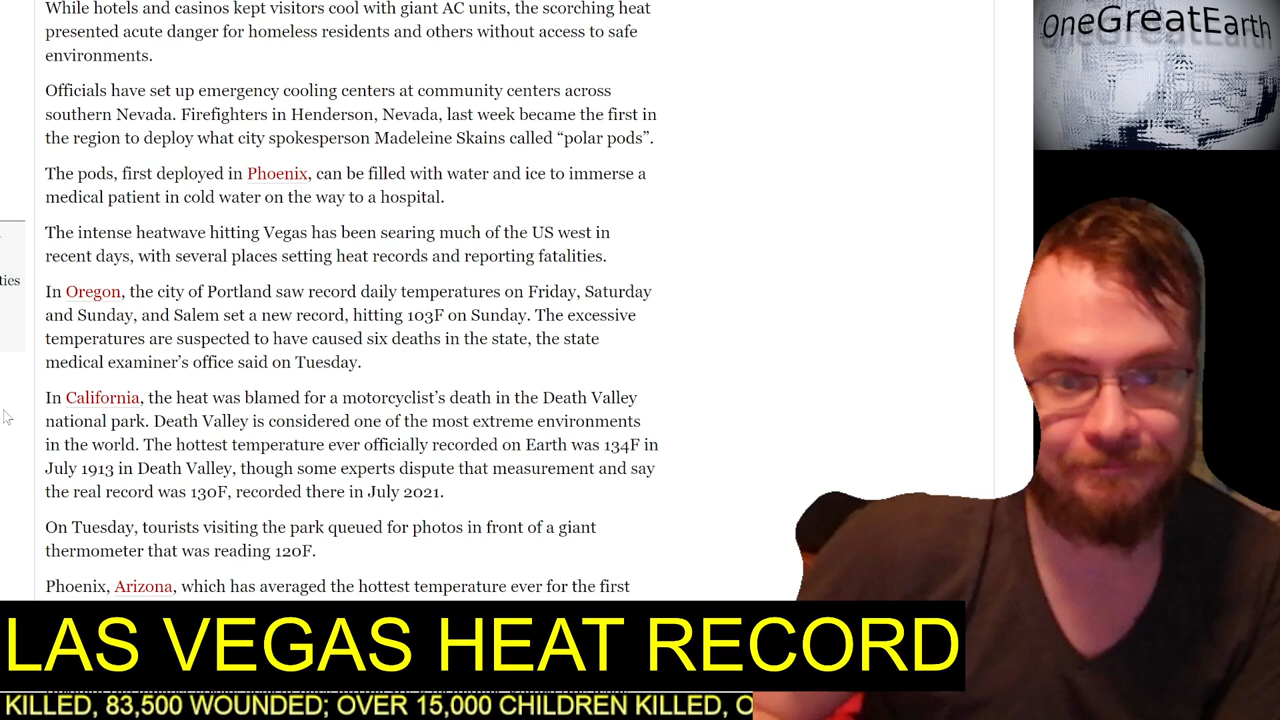 While hotels and casinos kept visitors cool with giant AC units, the scorching heat
presented acute danger for homeless residents and others without access to safe
environments.
Officials have set up emergency cooling centers at community centers across
southern Nevada. Firefighters in Henderson, Nevada, last week became the first in
the region to deploy what city spokesperson Madeleine Skains called “polar pods”.
The pods, first deployed in Phoenix, can be filled with water and ice to immerse a
medical patient in cold water on the way to a hospital.
The intense heatwave hitting Vegas has been searing much of the US west in
recent days, with several places setting heat records and reporting fatalities.
In Oregon, the city of Portland saw record daily temperatures on Friday, Saturday
and Sunday, and Salem set a new record, hitting 103F on Sunday. The excessive
temperatures are suspected to have caused six deaths in the state, the state
medical examiner’s office said on Tuesday.
In California, the heat was blamed for a motorcyclist’s death in the Death Valley
national park. Death Valley is considered one of the most extreme environments
in the world. The hottest temperature ever officially recorded on Earth was 134F in
July 1913 in Death Valley, though some experts dispute that measurement and say
the real record was 130F, recorded there in July 2021.
On Tuesday, tourists visiting the park queued for photos in front of a giant
thermometer that was reading 120F.
Phoenix, Arizona, which has averaged the hottest temperature ever for the first
ties
OneGreatEarth
LAS VEGAS HEAT RECORD
KILLED, 83,500 WOUNDED; OVER 15,000 CHILDREN KILLED, O